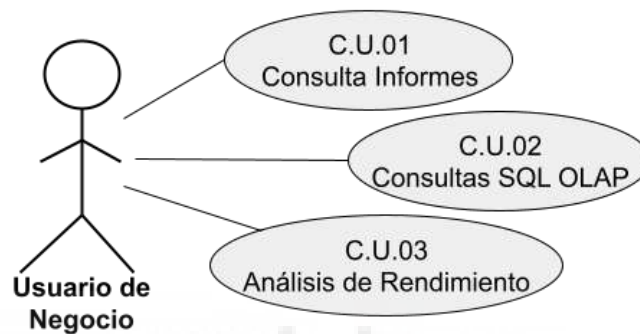 C.U.01
Consulta Informes
C.U.02
Consultas SQL OLAP
C.U.03
Análisis de Rendimiento
Usuario de
Negocio